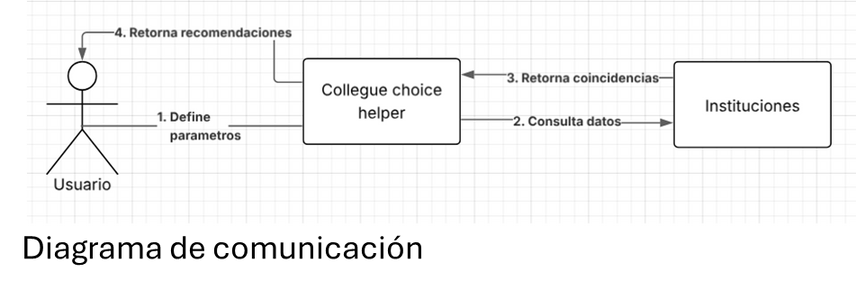 4. Retorna recomendaciones
Collegue choice
helper
3. Retorna coincidencias
Instituciones
1. Define
parametros
2. Consulta datos
Usuario
Diagrama de comunicación